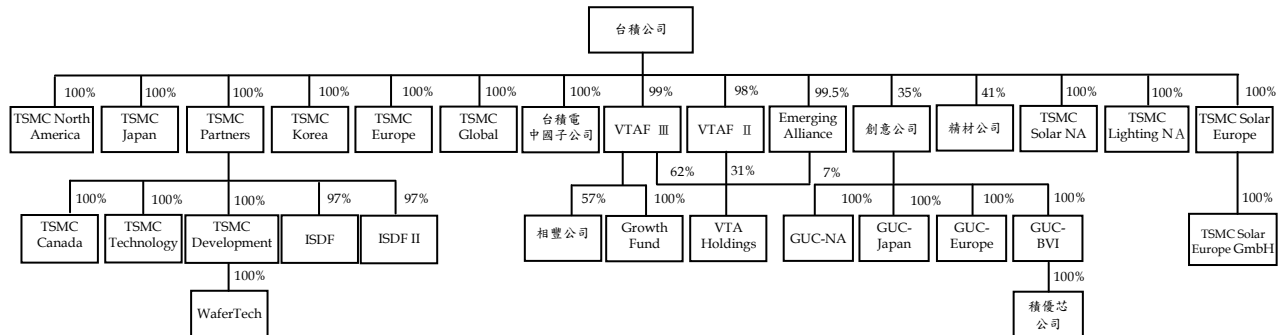 台積公司
100% 100% 100% 100% 100% 100% 100% 99% 98% 99.5% 35% 41% 100% 100% 100%
TSMC North
America
TSMC
Japan
TSMC
Partners
TSMC
Korea
TSMC
Europe
TSMC
Global
台積電
中國子公司
VTAF Ⅲ
VTAF Ⅱ
Emerging
Alliance
創意公司
精材公司
TSMC
Solar NA
TSMC
Lighting NA
TSMC Solar
Europe
62% 31% 7%
100% 100% 100% 97% 97% 57% 100% 100% 100% 100% 100% 100%
TSMC
Canada
TSMC
Technology
TSMC
Development
ISDF
ISDF II
相豐公司
Growth
Fund
VTA
Holdings
GUC-NA
GUC-
Japan
GUC-
Europe
GUC-
BVI
TSMC Solar
Europe GmbH
100% 100%
WaferTech
積優芯
公司